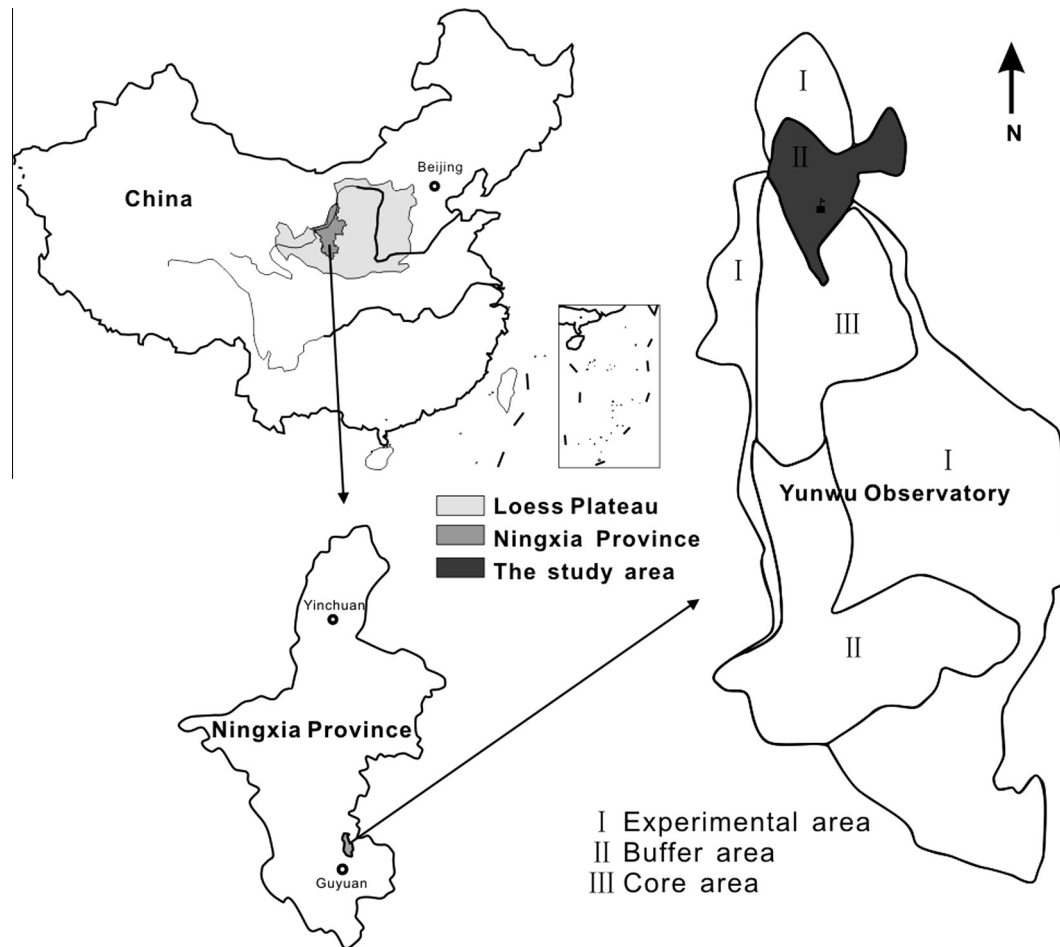 China
Beijing
Loess Plateau
Ningxia Province
The study area
Yinchuan
Ningxia Province
Guyuan
N
I
II
I
III
I
Yunwu Observatory
II
I Experimental area
II Buffer area
III Core area